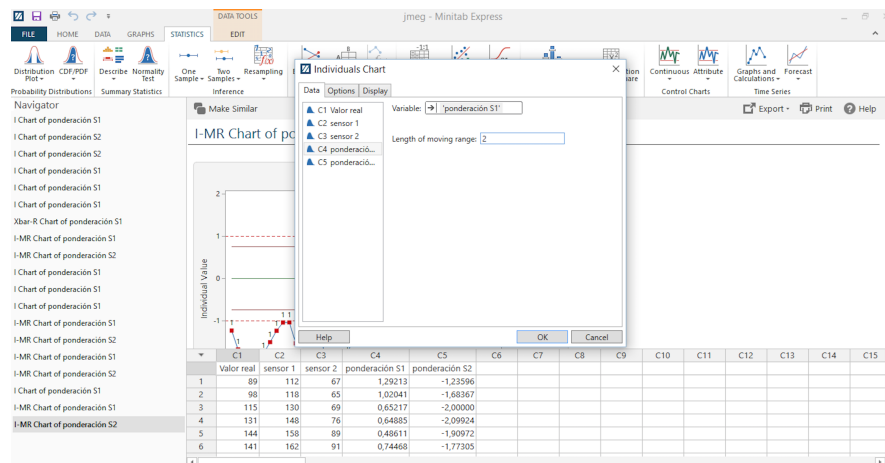 DATA TOOLS
jmeg - Minitab Express
FILE HOME DATA GRAPHS STATISTICS EDIT
Distribution Plot CDF/PDF Describe Normality Test One Sample Two Samples Resampling Continuous Attribute Graphs and Calculations Forecast
Probability Distributions Summary Statistics Inference Control Charts Time Series
Navigator
I Chart of ponderación S1
I Chart of ponderación S2
I Chart of ponderación S2
I Chart of ponderación S1
I Chart of ponderación S1
I Chart of ponderación S1
Xbar-R Chart of ponderación S1
I-MR Chart of ponderación S1
I-MR Chart of ponderación S2
I Chart of ponderación S1
I Chart of ponderación S1
I Chart of ponderación S1
I-MR Chart of ponderación S1
I-MR Chart of ponderación S2
I-MR Chart of ponderación S1
I-MR Chart of ponderación S2
I Chart of ponderación S1
I-MR Chart of ponderación S1
I-MR Chart of ponderación S2
Make Similar
Export Print Help
I-MR Chart of po
Individual Value
2
1
0
-1
1 1 1 1 1
Individuals Chart
Data Options Display
C1 Valor real
C2 sensor 1
C3 sensor 2
C4 ponderació...
C5 ponderació...
Variable: 'ponderación S1'
Length of moving range: 2
Help OK Cancel
C1 C2 C3 C4 C5 C6 C7 C8 C9 C10 C11 C12 C13 C14 C15
Valor real sensor 1 sensor 2 ponderación S1 ponderación S2
1 89 112 67 1,29213 -1,23596
2 98 118 65 1,02041 -1,68367
3 115 130 69 0,65217 -2,00000
4 131 148 76 0,64885 -2,09924
5 144 158 89 0,48611 -1,90972
6 141 162 91 0,74468 -1,77305